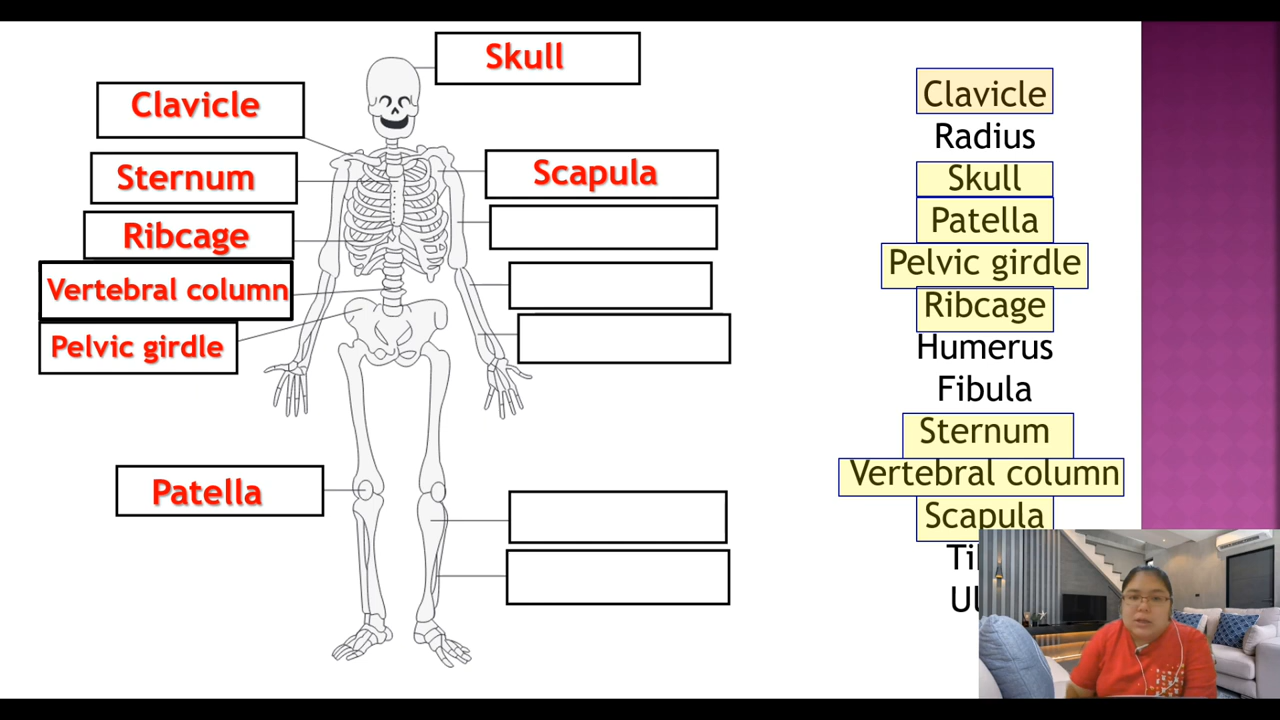 Skull
Clavicle
Sternum
Scapula
Ribcage
Vertebral column
Pelvic girdle
Patella
Clavicle
Radius
Skull
Patella
Pelvic girdle
Ribcage
Humerus
Fibula
Sternum
Vertebral column
Scapula